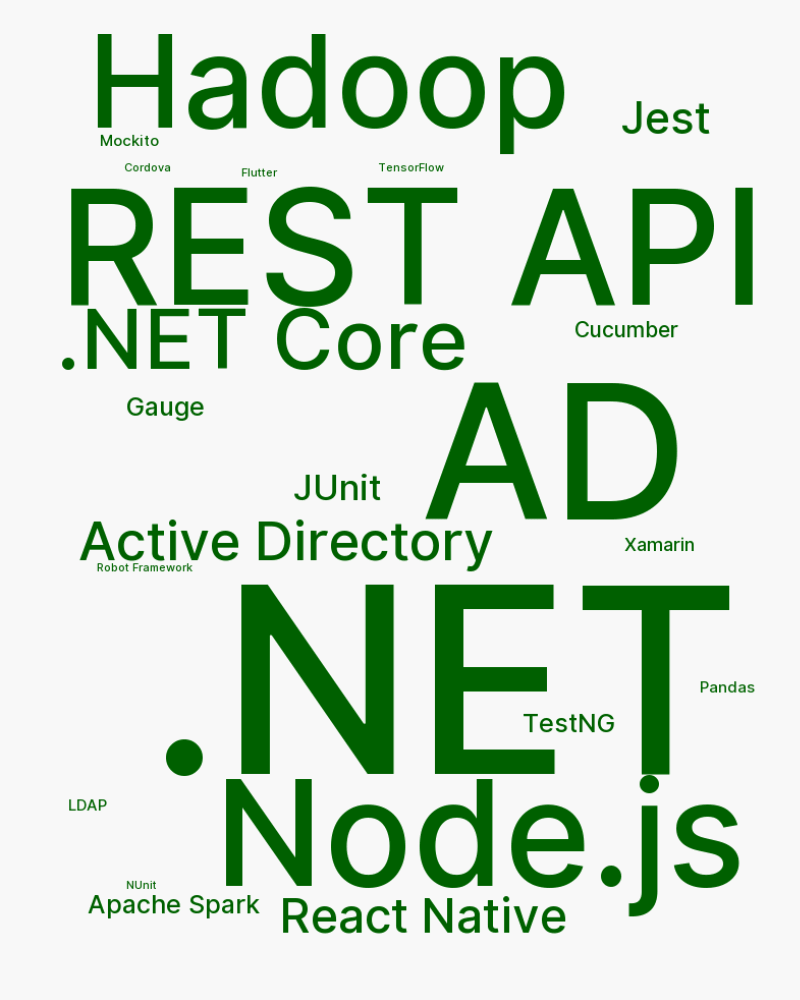 Hadoop
Jest
Mockito
Cordova
Flutter
TensorFlow
REST API
.NET Core
Cucumber
Gauge
AD
JUnit
Active Directory
Xamarin
Robot Framework
.NET
Pandas
TestNG
Node.js
LDAP
NUnit
Apache Spark
React Native